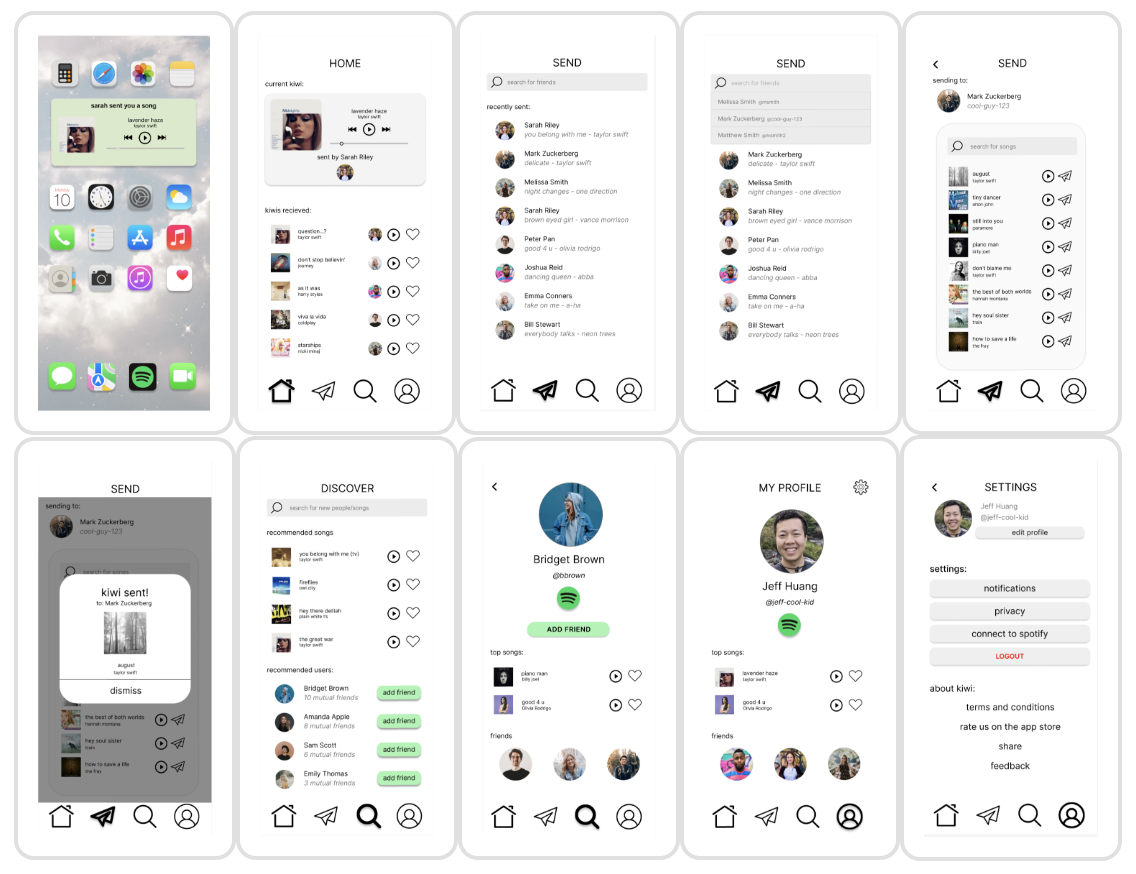 sarah sent you a song
lavender haze
taylor swift
Monday
10
HOME
current kiwi:
Midnights
lavender haze
taylor swift
sent by Sarah Riley
kiwis recieved:
question...?
taylor swift
don't stop believin'
journey
as it was
harry styles
viva la vida
coldplay
starships
nicki minaj
SEND
search for friends
recently sent:
Sarah Riley
you belong with me - taylor swift
Mark Zuckerberg
delicate - taylor swift
Melissa Smith
night changes - one direction
Sarah Riley
brown eyed girl - vance morrison
Peter Pan
good 4 u - olivia rodrigo
Joshua Reid
dancing queen - abba
Emma Conners
take on me - a-ha
Bill Stewart
everybody talks - neon trees
SEND
search for friends
Melissa Smith @msmith
Mark Zuckerberg @cool-guy-123
Matthew Smith
Mark Zuckerberg
delicate - taylor swift
Melissa Smith
night changes - one direction
Sarah Riley
brown eyed girl - vance morrison
Peter Pan
good 4 u - olivia rodrigo
Joshua Reid
dancing queen - abba
Emma Conners
take on me - a-ha
Bill Stewart
everybody talks - neon trees
SEND
sending to:
Mark Zuckerberg
cool-guy-123
search for songs
august
taylor swift
tiny dancer
elton john
still into you
paramore
piano man
billy joel
don't blame me
taylor swift
the best of both worlds
hannah montana
hey soul sister
train
how to save a life
the fray
SEND
sending to:
Mark Zuckerberg
cool-guy-123
search for songs
kiwi sent!
to: Mark Zuckerberg
august
taylor swift
dismiss
the best of both worlds
hannah montana
hey soul sister
train
how to save a life
the fray
DISCOVER
search for new people/songs
recommended songs
you belong with me (tv)
taylor swift
fireflies
owl city
hey there delilah
plain white ts
the great war
taylor swift
recommended users:
Bridget Brown
10 mutual friends
add friend
Amanda Apple
8 mutual friends
add friend
Sam Scott
6 mutual friends
add friend
Emily Thomas
3 mutual friends
add friend
Bridget Brown
@bbrown
ADD FRIEND
top songs:
piano man
billy joel
good 4 u
Olivia Rodrigo
friends
MY PROFILE
Jeff Huang
@jeff-cool-kid
top songs:
lavender haze
taylor swift
good 4 u
Olivia Rodrigo
friends
SETTINGS
Jeff Huang
@jeff-cool-kid
edit profile
settings:
notifications
privacy
connect to spotify
LOGOUT
about kiwi:
terms and conditions
rate us on the app store
share
feedback